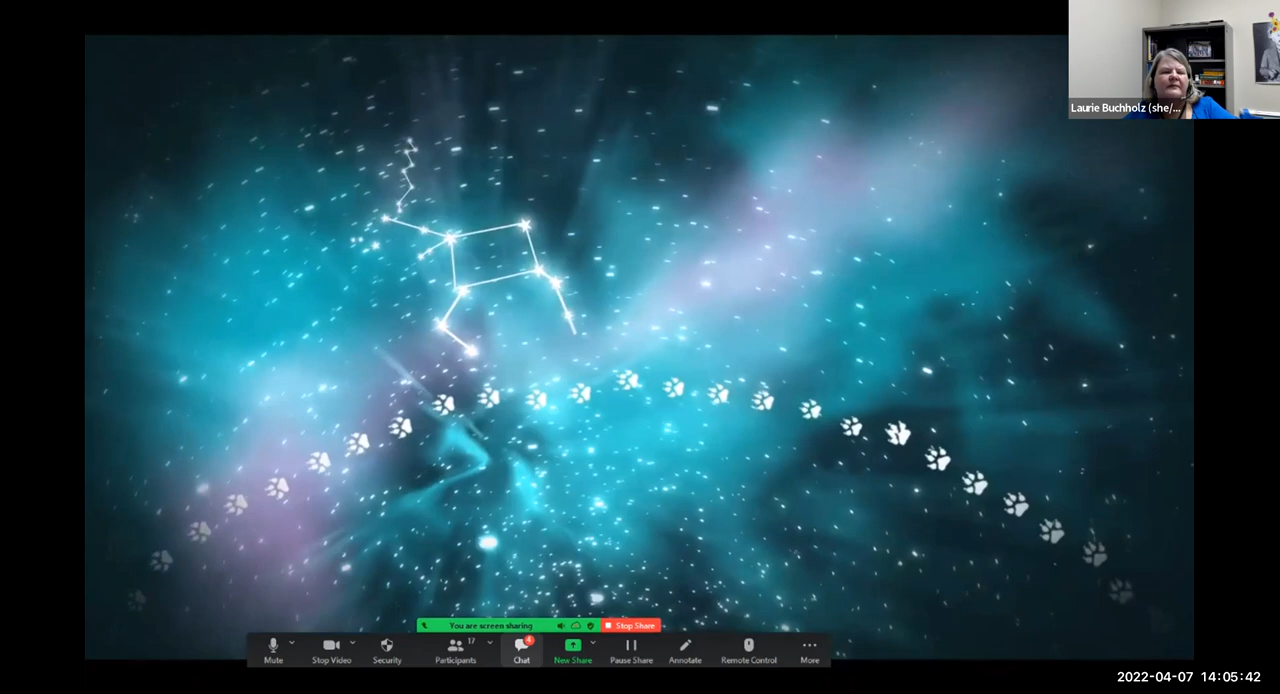 Laurie Buchholz (she/...
You are screen sharing
Stop Share
17
4
Mute
Stop Video
Security
Participants
Chat
New Share
Pause Share
Annotate
Remote Control
More
2022-04-07 14:05:42